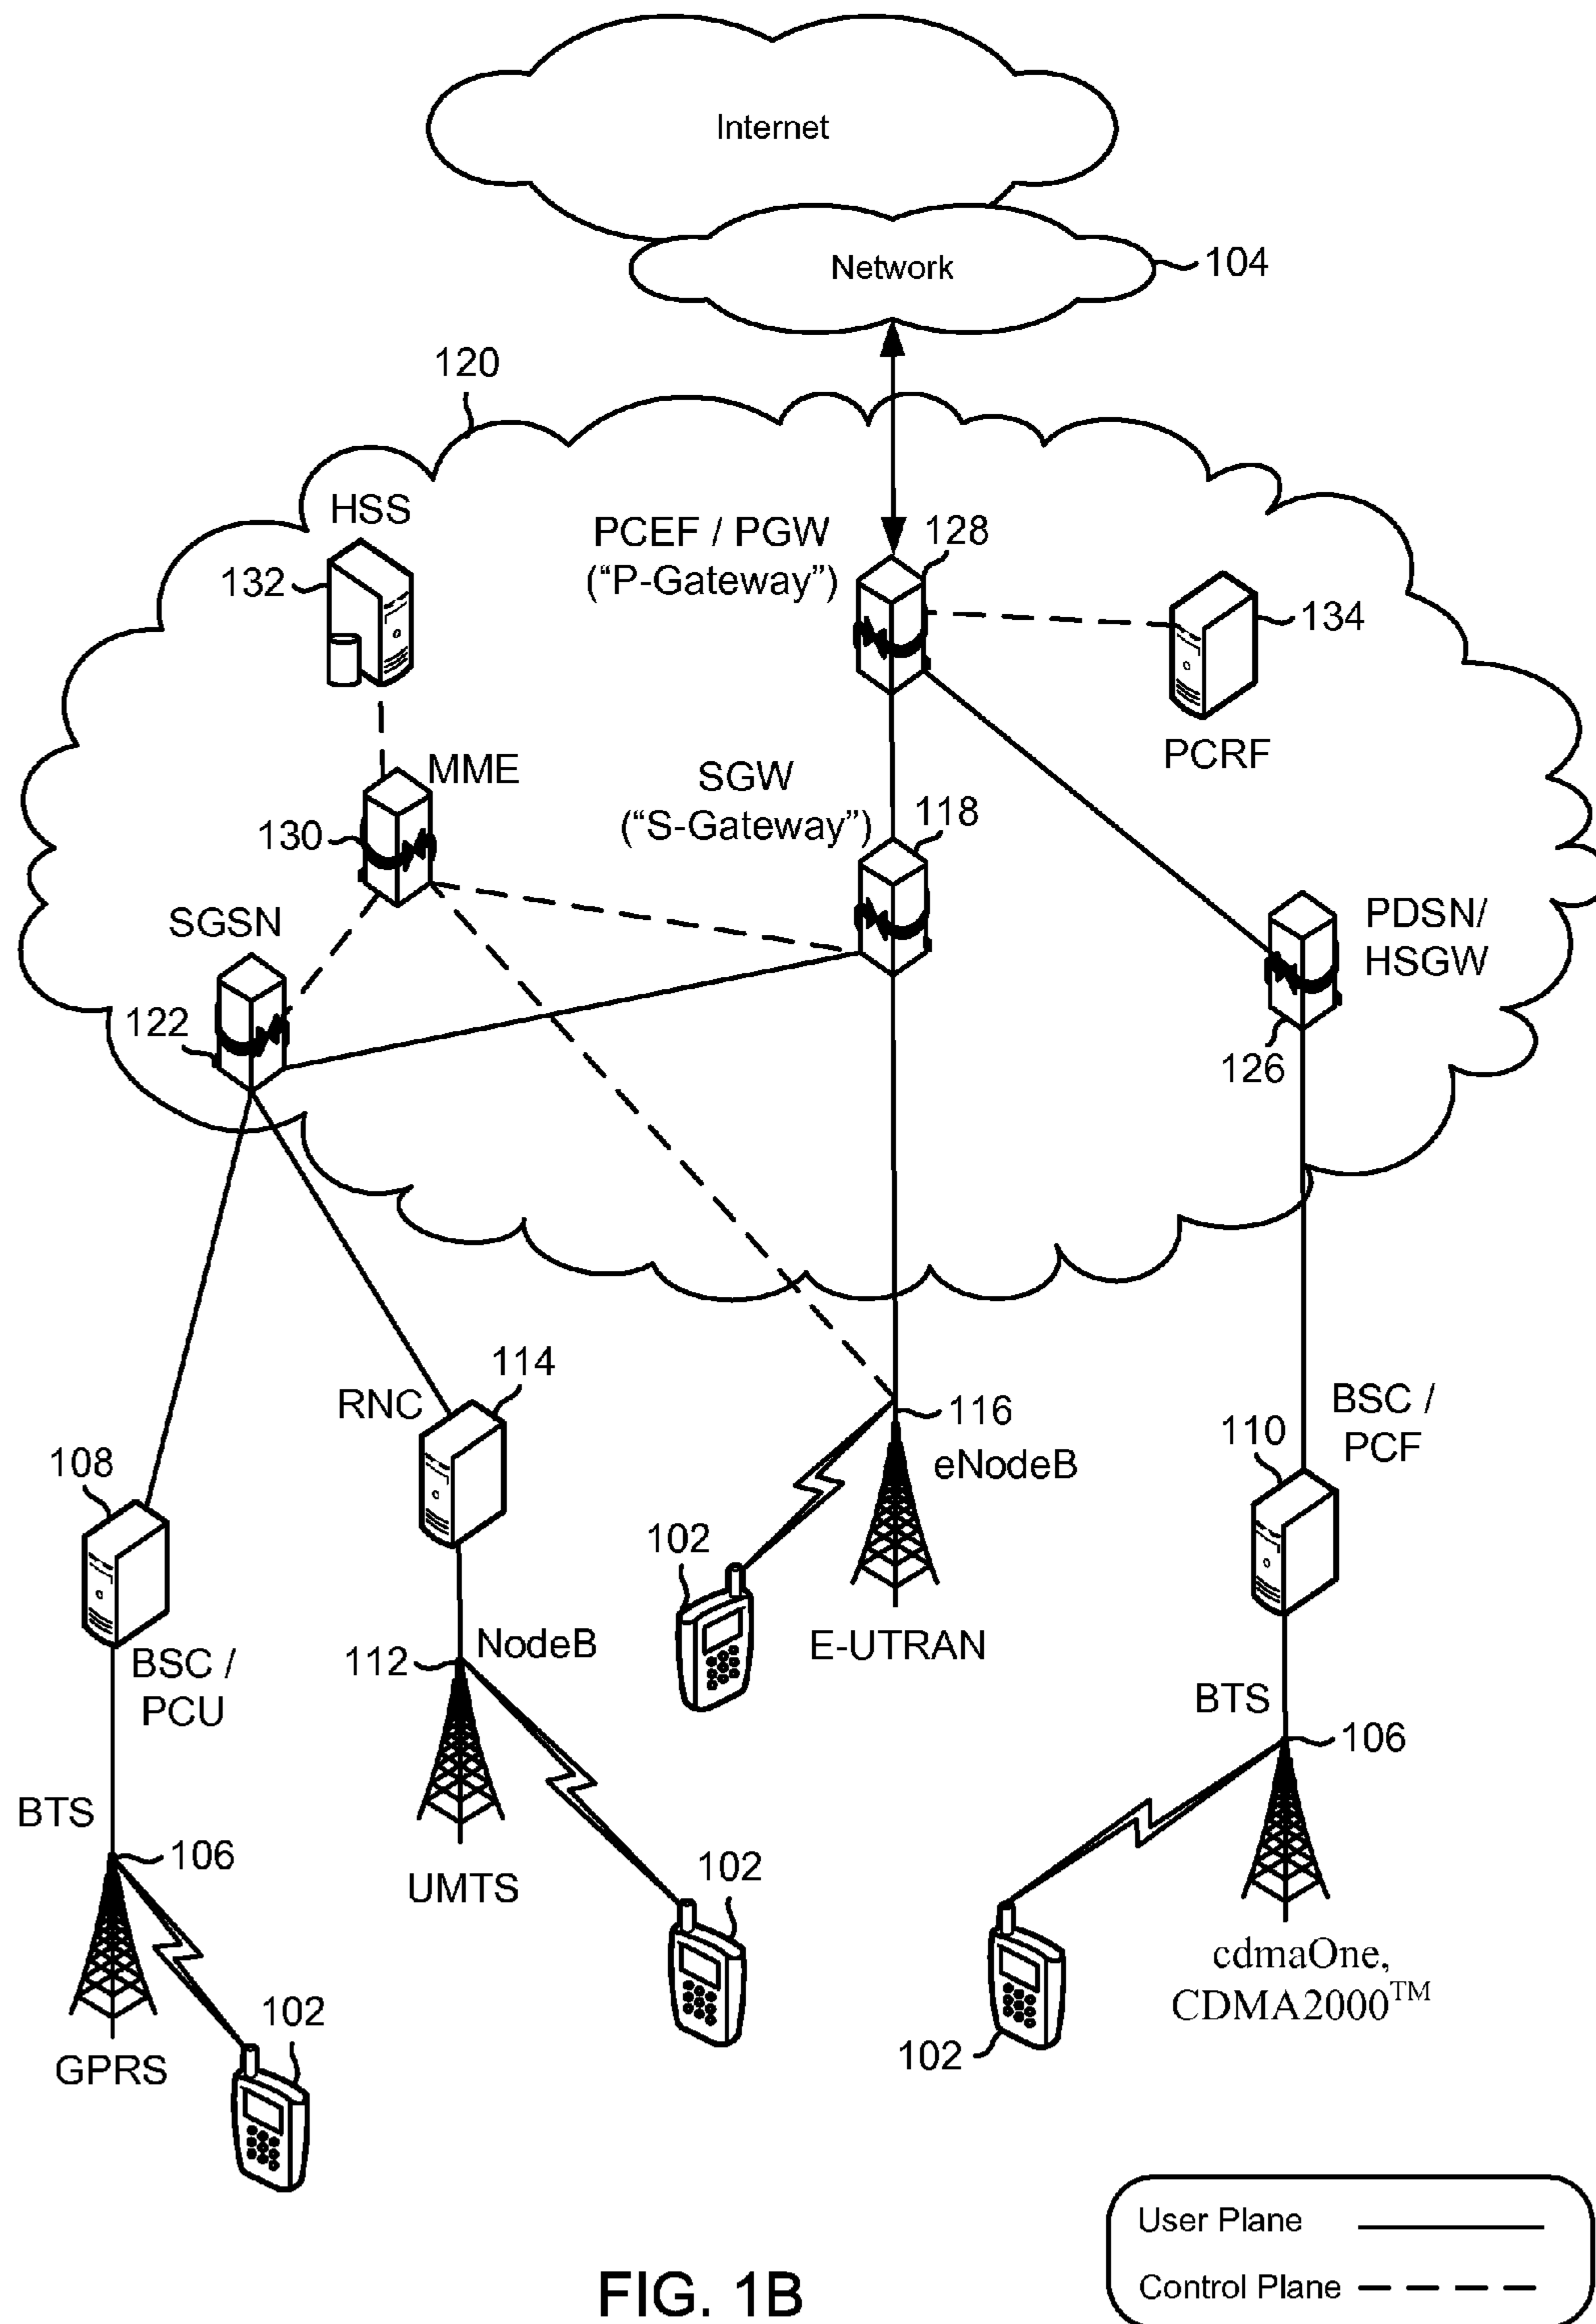 Internet
Network
104
120
HSS
132
PCEF / PGW
(“P-Gateway”)
128
134
PCRF
MME
130
SGW
(“S-Gateway”)
118
SGSN
122
PDSN/
HSGW
126
RNC
114
116
eNodeB
E-UTRAN
BSC /
PCF
110
108
BSC /
PCU
NodeB
112
UMTS
102
BTS
106
cdmaOne,
CDMA2000™
BTS
106
GPRS
102
102
102
User Plane
Control Plane
FIG. 1B